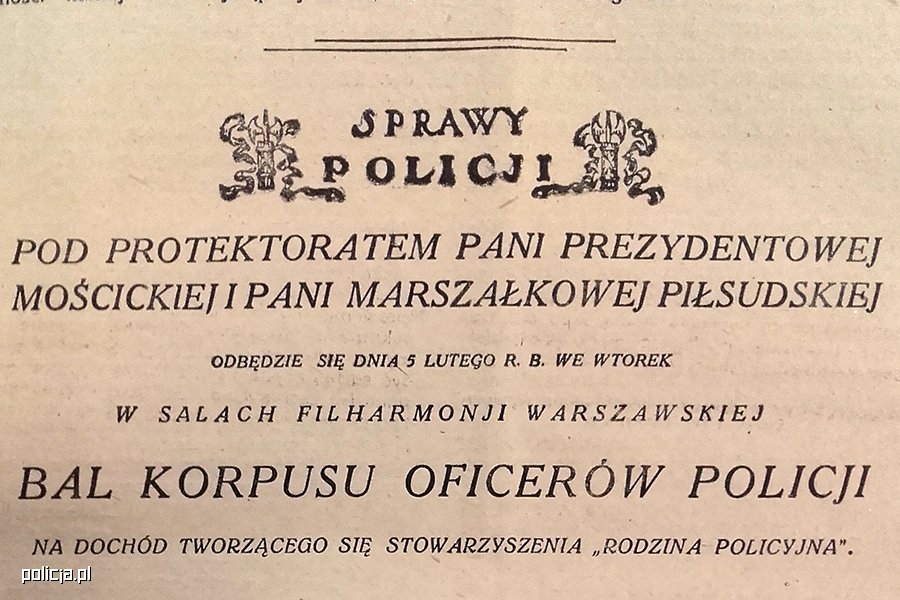 SPRAWY
POLICJI
POD PROTEKTORATEM PANI PREZYDENTOWEJ
MOŚCICKIEJ I PANI MARSZAŁKOWEJ PIŁSUDSKIEJ
ODBĘDZIE SIĘ DNIA 5 LUTEGO R. B. WE WTOREK
W SALACH FILHARMONJI WARSZAWSKIEJ
BAL KORPUSU OFICERÓW POLICJI
NA DOCHÓD TWORZĄCEGO SIĘ STOWARZYSZENIA „RODZINA POLICYJNA”.
policja.pl